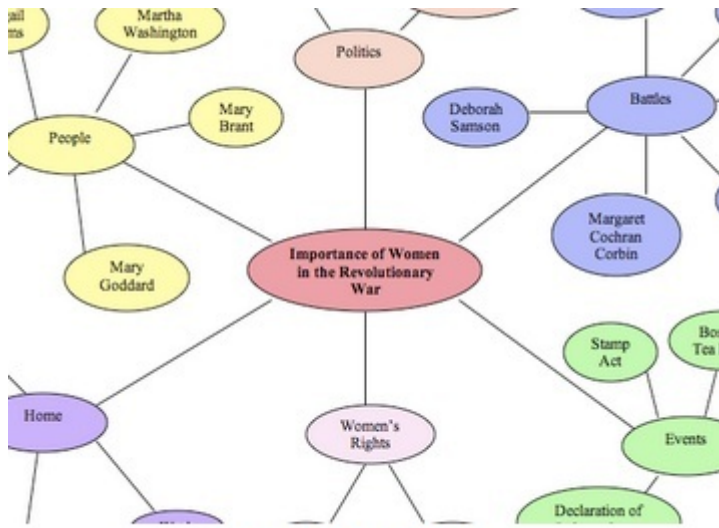 Martha
Washington
Politics
Battles
Deborah
Samson
Mary
Brant
People
Margaret
Cochran
Corbin
Importance of Women
in the Revolutionary
War
Mary
Goddard
Stamp
Act
Tea
Home
Women's
Rights
Events
Declaration of